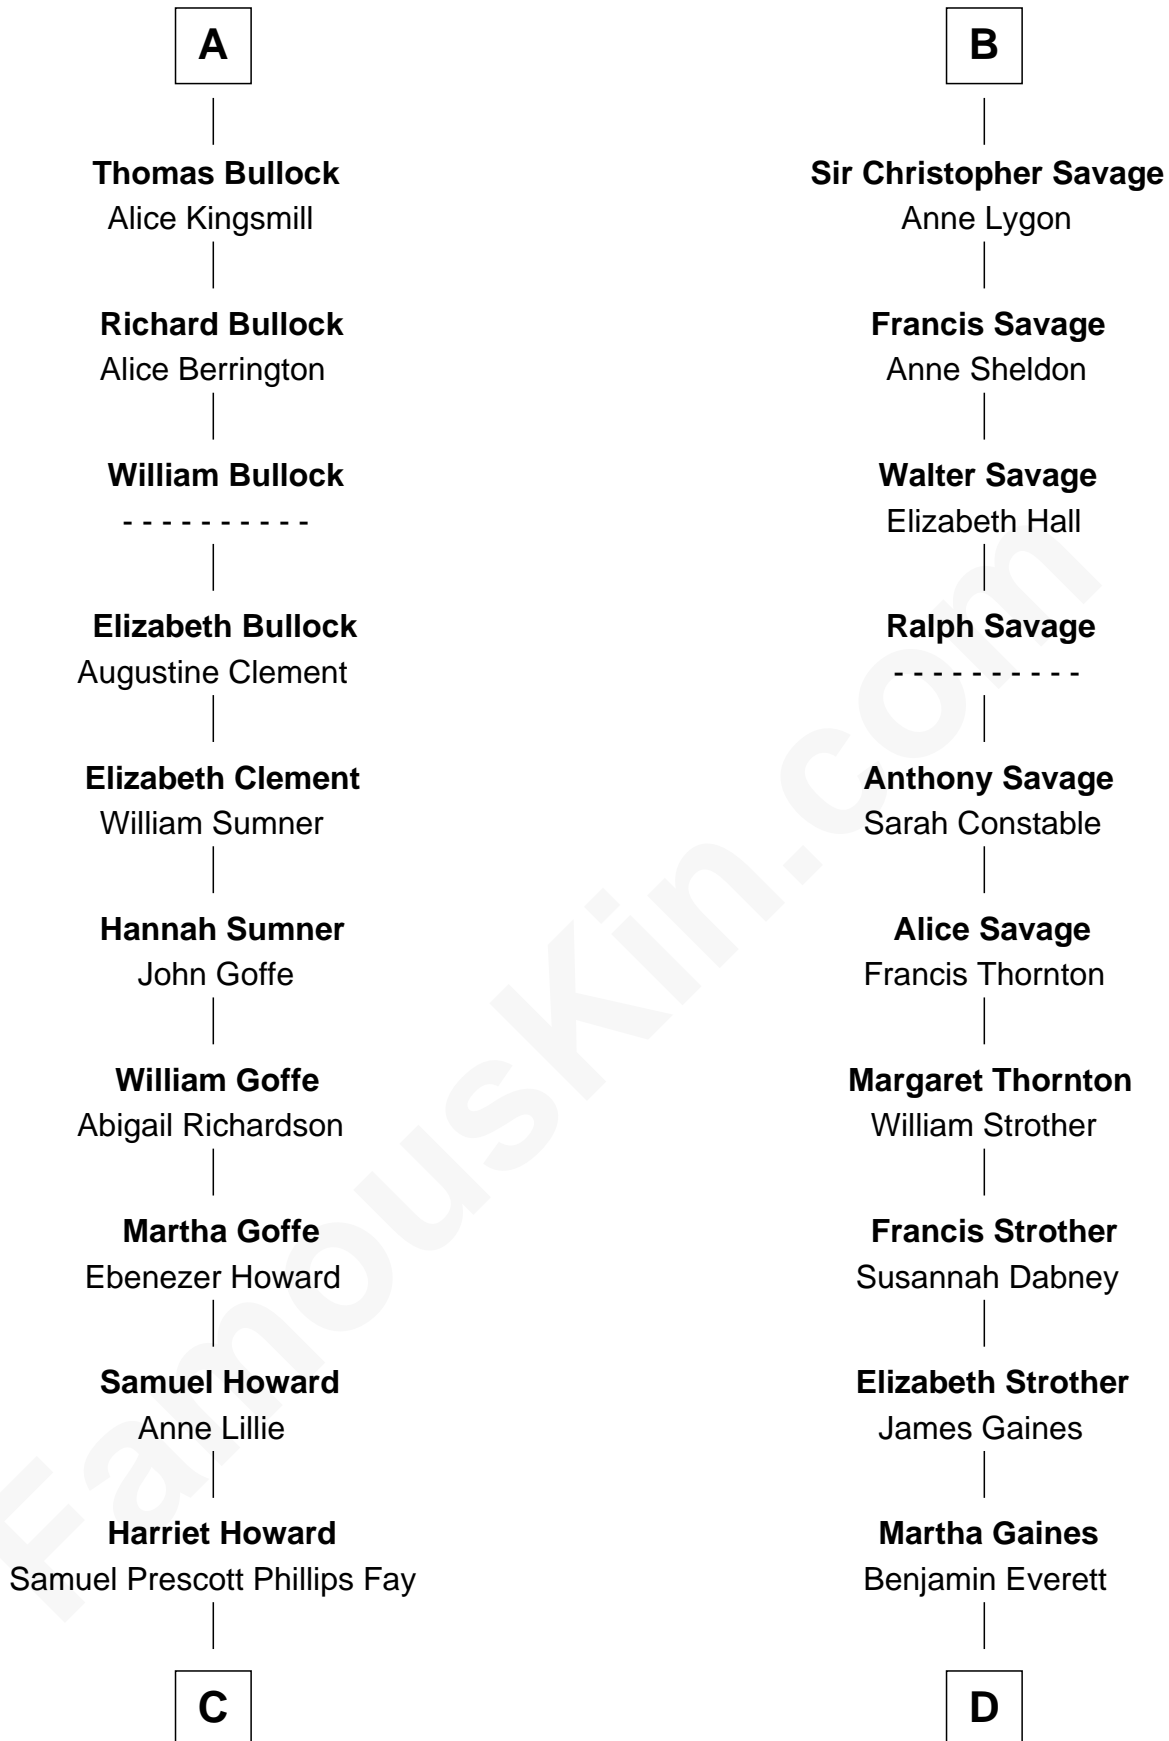 A
Thomas Bullock
Alice Kingsmill
Richard Bullock
Alice Berrington
William Bullock
- - - - - - - - - -
Elizabeth Bullock
Augustine Clement
Elizabeth Clement
William Sumner
Hannah Sumner
John Goffe
William Goffe
Abigail Richardson
Martha Goffe
Ebenezer Howard
Samuel Howard
Anne Lillie
Harriet Howard
Samuel Prescott Phillips Fay
C
B
Sir Christopher Savage
Anne Lygon
Francis Savage
Anne Sheldon
Walter Savage
Elizabeth Hall
Ralph Savage
- - - - - - - - - -
Anthony Savage
Sarah Constable
Alice Savage
Francis Thornton
Margaret Thornton
William Strother
Francis Strother
Susannah Dabney
Elizabeth Strother
James Gaines
Martha Gaines
Benjamin Everett
D
FamousKin.com